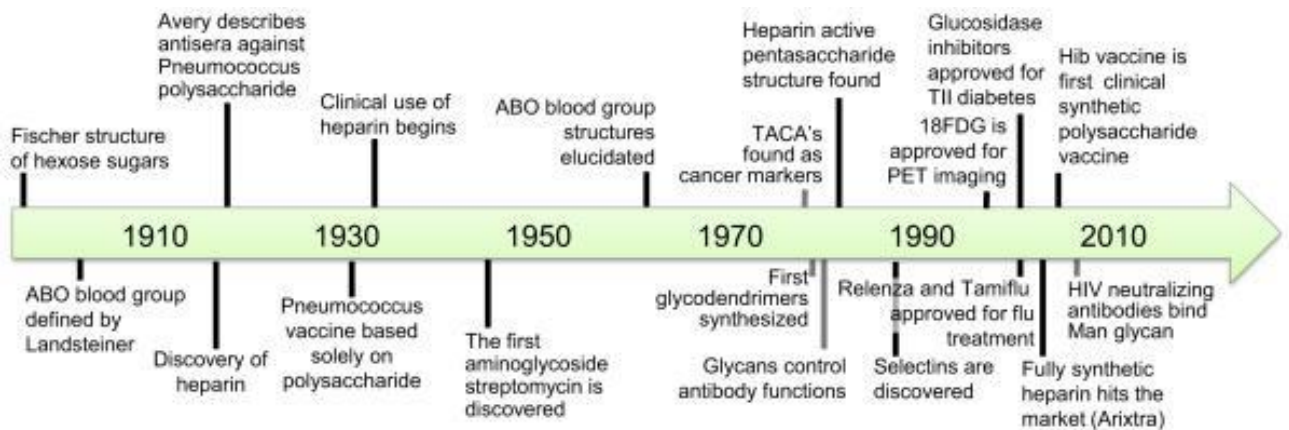 Fischer structure
of hexose sugars
Avery describes
antisera against
Pneumococcus
polysaccharide
Clinical use of
heparin begins
ABO blood group
structures
elucidated
TACA's
found as
cancer markers
Heparin active
pentasaccharide
structure found
Glucosidase
inhibitors
approved for
TII diabetes
18FDG is
approved for
PET imaging
Hib vaccine is
first clinical
synthetic
polysaccharide
vaccine
1910 1930 1950 1970 1990 2010
ABO blood group
defined by
Landsteiner
Discovery of
heparin
Pneumococcus
vaccine based
solely on
polysaccharide
The first
aminoglycoside
streptomycin is
discovered
First
glycodendrimers
synthesized
Glycans control
antibody functions
Selectins are
discovered
Relenza and Tamiflu
approved for flu
treatment
Fully synthetic
heparin hits the
market (Arixtra)
HIV neutralizing
antibodies bind
Man glycan